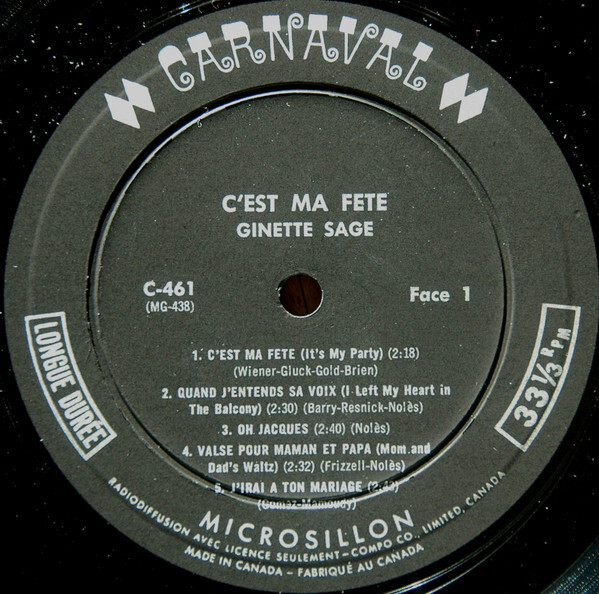 CARNAVAL
C'EST MA FETE
GINETTE SAGE
C-461
(MG-438)
Face 1
1. C'EST MA FETE (It's My Party) (2:18)
(Wiener-Gluck-Gold-Brien)
2. QUAND J'ENTENDS SA VOIX (I Left My Heart in
The Balcony) (2:30) (Barry-Resnick-Nolès)
3. OH JACQUES (2:40) (Nolès)
4. VALSE POUR MAMAN ET PAPA (Mom and
Dad's Waltz) (2:32) (Frizzell-Nolès)
5. J'IRAI A TON MARIAGE
LONGUE DURÉE
33 1/3 RPM
MICROSILLON
RADIODIFFUSION AVEC LICENCE SEULEMENT – COMPO CO., LIMITED, CANADA
MADE IN CANADA – FABRIQUÉ AU CANADA